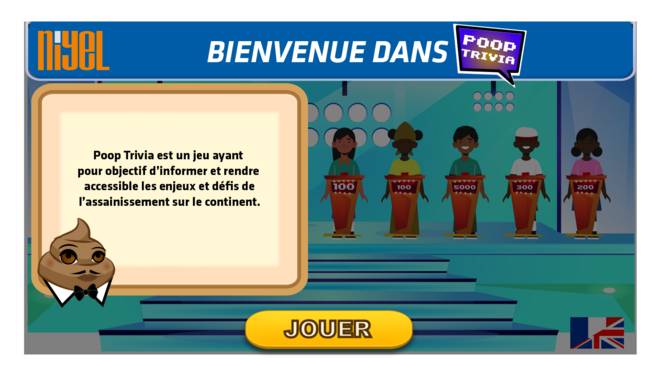 niyel
BIENVENUE DANS
POOP
TRIVIA
Poop Trivia est un jeu ayant
pour objectif d'informer et rendre
accessible les enjeux et défis de
l'assainissement sur le continent.
100
100
5000
300
200
JOUER